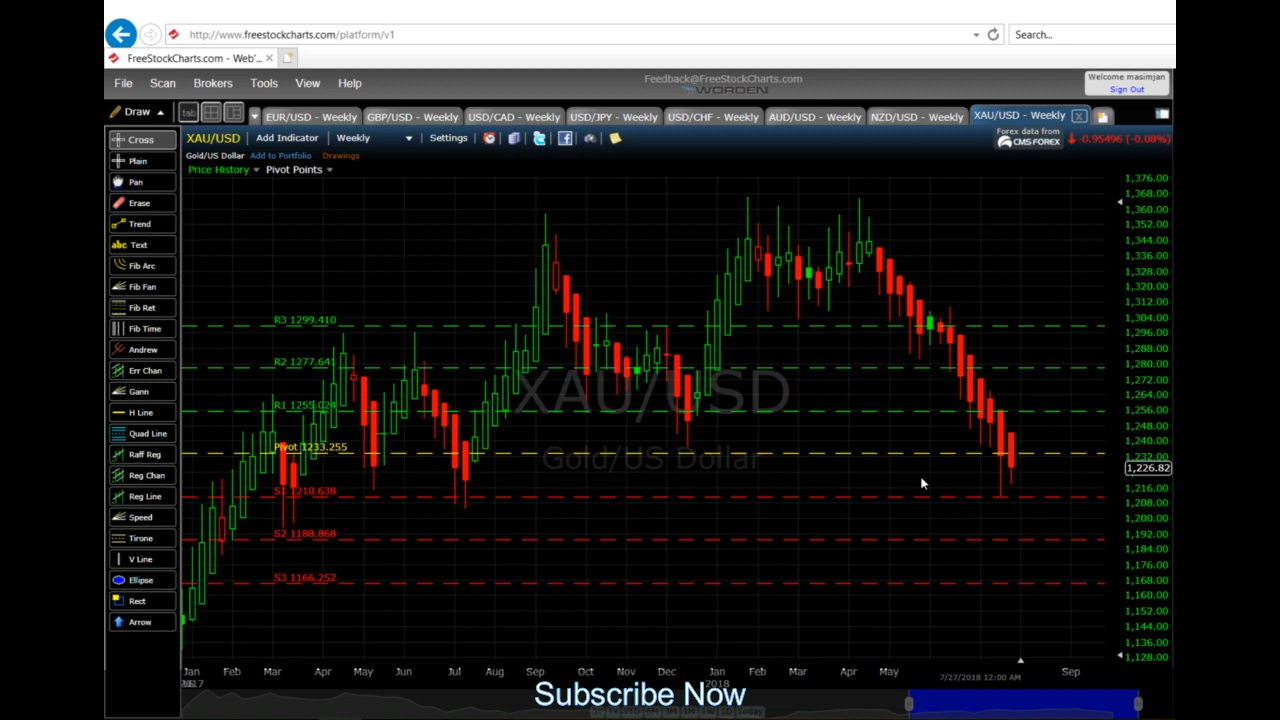 http://www.freestockcharts.com/platform/v1
Search...
FreeStockCharts.com - Web'...
File Scan Brokers Tools View Help
Feedback@FreeStockCharts.com
WORDEN
Welcome masimjan
Sign Out
Draw
tab
EUR/USD - Weekly
GBP/USD - Weekly
USD/CAD - Weekly
USD/JPY - Weekly
USD/CHF - Weekly
AUD/USD - Weekly
NZD/USD - Weekly
XAU/USD - Weekly
XAU/USD Add Indicator Weekly Settings
Forex data from
CMS FOREX
-0.95496 (-0.08%)
Gold/US Dollar Add to Portfolio Drawings
Price History Pivot Points
Cross
Plain
Pan
Erase
Trend
abc Text
Fib Arc
Fib Fan
Fib Ret
Fib Time
Andrew
Err Chan
Gann
H Line
Quad Line
Raff Reg
Reg Chan
Reg Line
Speed
Tirone
V Line
Ellipse
Rect
Arrow
R3 1299.410
R2 1277.641
R1 1255.024
Pivot 1233.255
S1 1210.638
S2 1188.868
S3 1166.252
XAU/USD
Gold/US Dollar
1,376.00
1,368.00
1,360.00
1,352.00
1,344.00
1,336.00
1,328.00
1,320.00
1,312.00
1,304.00
1,296.00
1,288.00
1,280.00
1,272.00
1,264.00
1,256.00
1,248.00
1,240.00
1,232.00
1,226.82
1,216.00
1,208.00
1,200.00
1,192.00
1,184.00
1,176.00
1,168.00
1,160.00
1,152.00
1,144.00
1,136.00
1,128.00
Jan Feb Mar Apr May Jun Jul Aug Sep Oct Nov Dec Jan Feb Mar Apr May Sep
2018
7/27/2018 12:00 AM
Subscribe Now